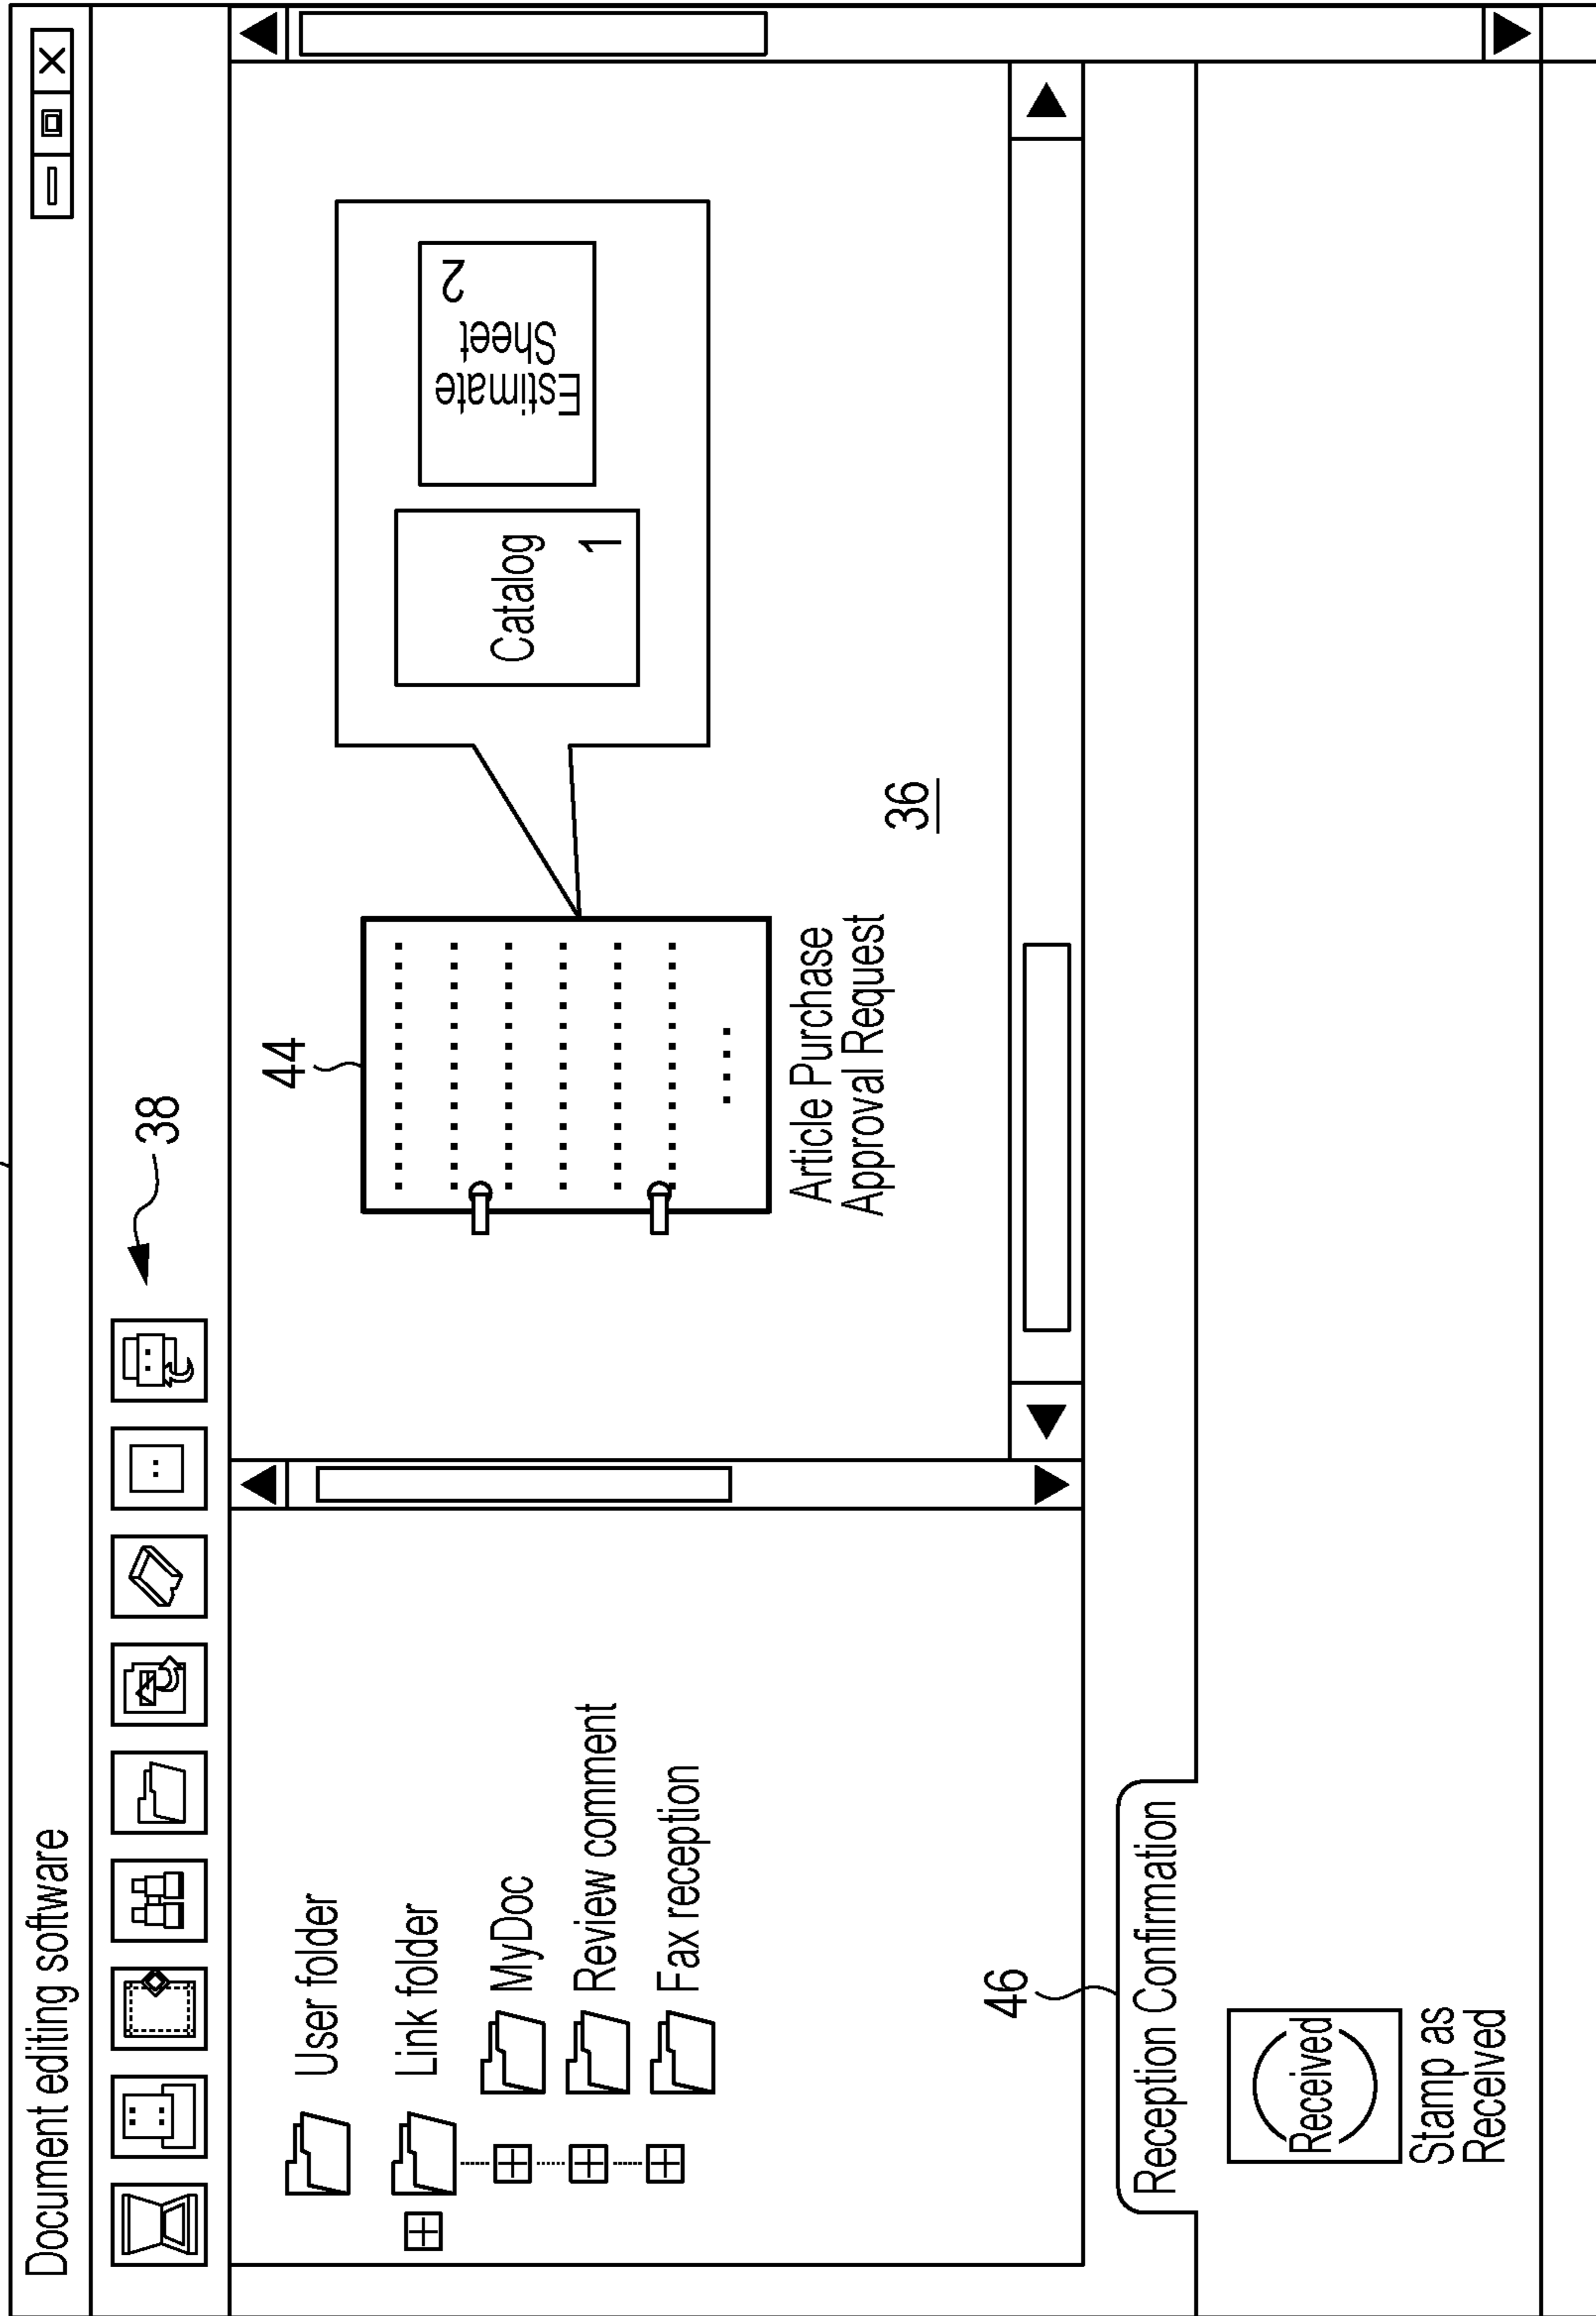 Document editing software
38
User folder
Link folder
MyDoc
Review comment
Fax reception
44
Article Purchase
Approval Request
Catalog
1
Estimate
Sheet
2
36
46
Reception Confirmation
Received
Stamp as
Received